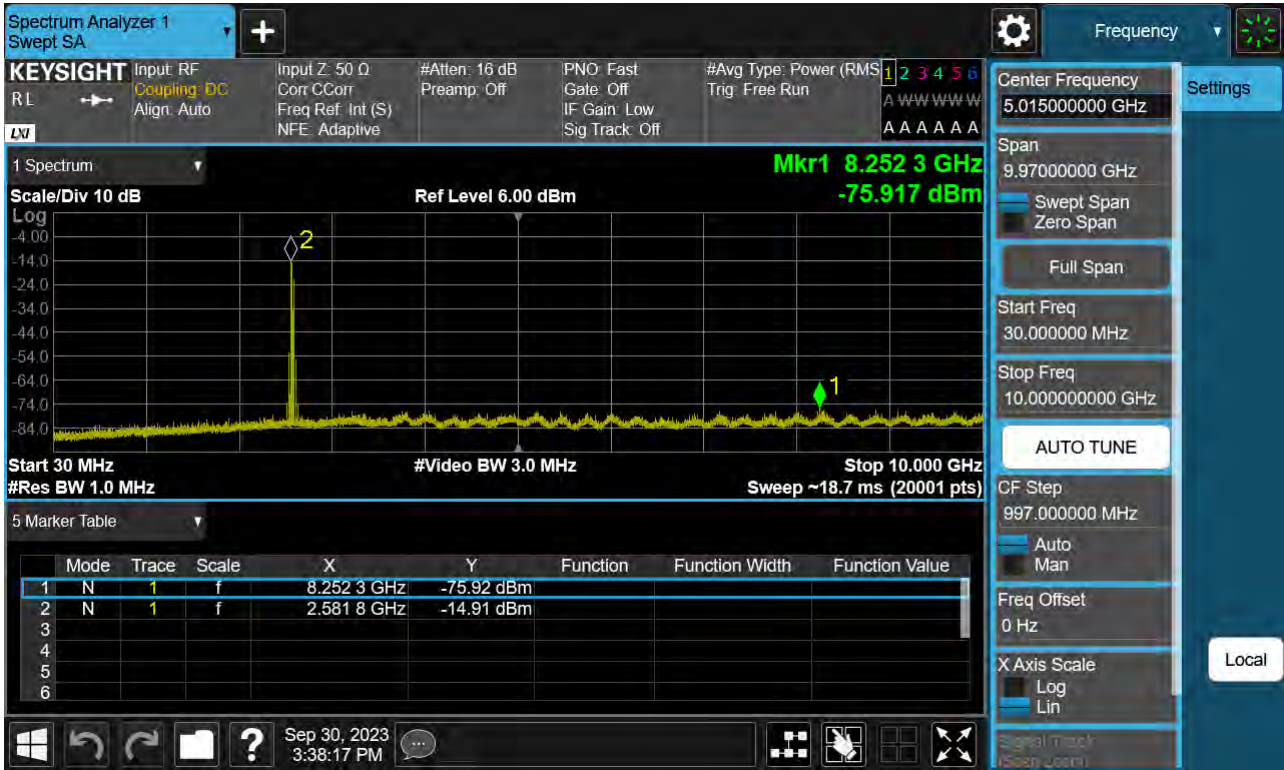 Spectrum Analyzer 1
Swept SA
+
Frequency
KEYSIGHT
RL
LXI
Input: RF
Coupling: DC
Align: Auto
Input Z: 50 Ω
Corr CCorr
Freq Ref: Int (S)
NFE: Adaptive
#Atten: 16 dB
Preamp: Off
PNO: Fast
Gate: Off
IF Gain: Low
Sig Track: Off
#Avg Type: Power (RMS
Trig: Free Run
1 2 3 4 5 6
A W W W W W
A A A A A A
1 Spectrum
Mkr1 8.252 3 GHz
Scale/Div 10 dB
Ref Level 6.00 dBm
-75.917 dBm
Log
-4.00
-14.0
-24.0
-34.0
-44.0
-54.0
-64.0
-74.0
-84.0
2
1
Start 30 MHz
#Video BW 3.0 MHz
Stop 10.000 GHz
#Res BW 1.0 MHz
Sweep ~18.7 ms (20001 pts)
5 Marker Table
Mode Trace Scale X Y Function Function Width Function Value
1 N 1 f 8.252 3 GHz -75.92 dBm
2 N 1 f 2.581 8 GHz -14.91 dBm
3
4
5
6
?
Sep 30, 2023
3:38:17 PM
Center Frequency
5.015000000 GHz
Settings
Span
9.97000000 GHz
Swept Span
Zero Span
Full Span
Start Freq
30.000000 MHz
Stop Freq
10.000000000 GHz
AUTO TUNE
CF Step
997.000000 MHz
Auto
Man
Freq Offset
0 Hz
X Axis Scale
Log
Lin
Local
Signal Track
(Span Zoom)